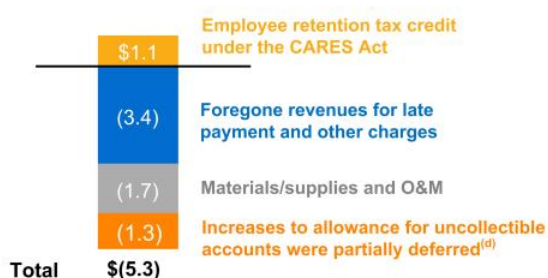 Employee retention tax credit
under the CARES Act
$1.1
(3.4)
Foregone revenues for late
payment and other charges
(1.7)
Materials/supplies and O&M
(1.3)
Increases to allowance for uncollectible
accounts were partially deferred(d)
Total $(5.3)